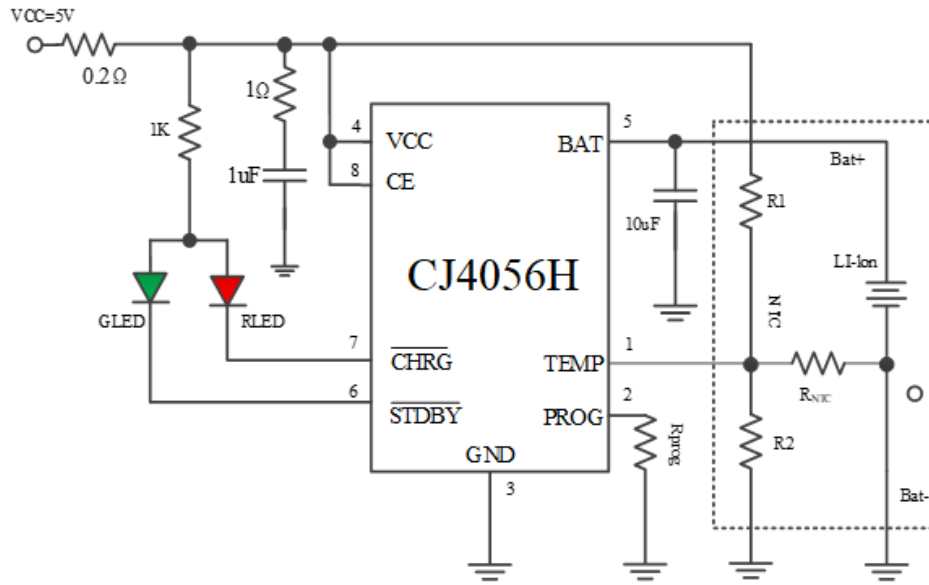 VCC=5V
0.2Ω
1K
1Ω
1uF
4
VCC
8
CE
5
BAT
Bat+
10uF
R1
CJ4056H
LI-lon
GLED
RLED
NTC
7
CHRG
1
TEMP
RNTC
6
STDBY
2
PROG
Rprog
R2
GND
3
Bat-